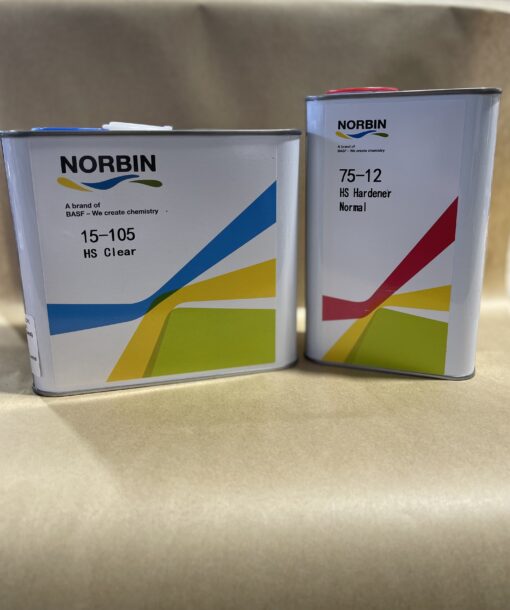 NORBIN
A brand of
BASF – We create chemistry
15-105
HS Clear
NORBIN
A brand of
BASF – We create chemistry
75-12
HS Hardener
Normal